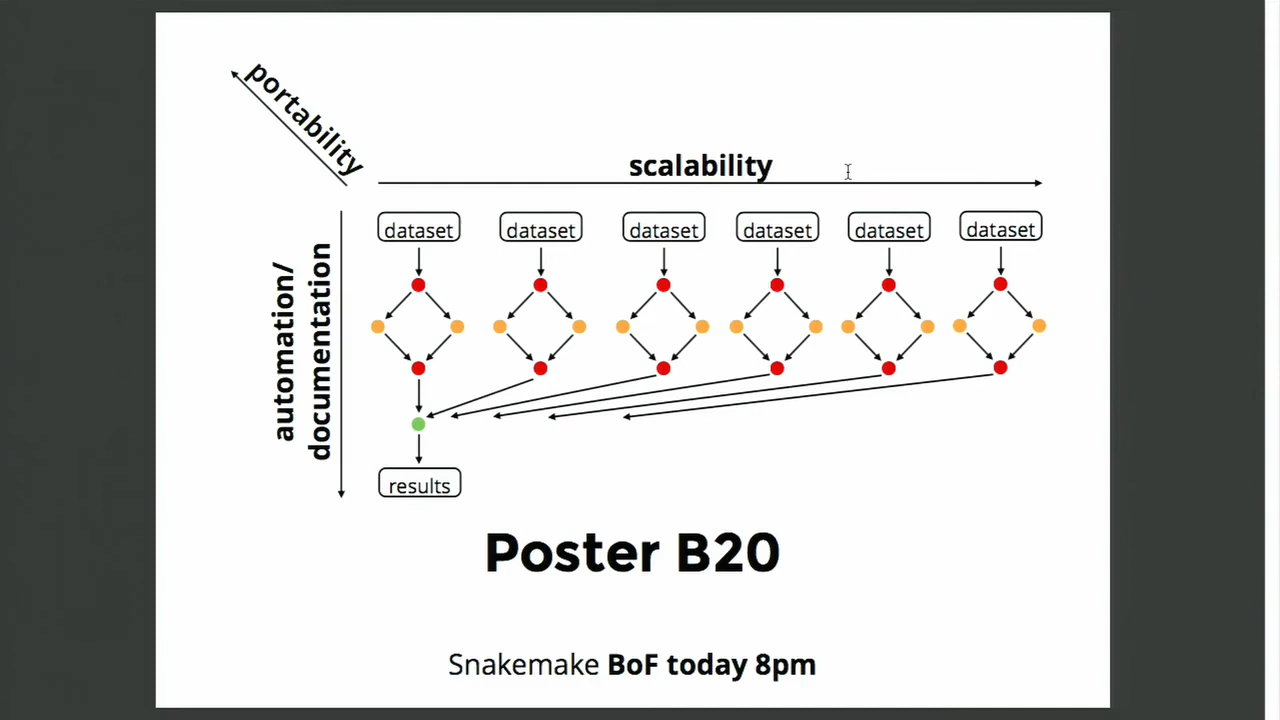 portability
scalability
dataset dataset dataset dataset dataset dataset
automation/
documentation
results
Poster B20
Snakemake BoF today 8pm